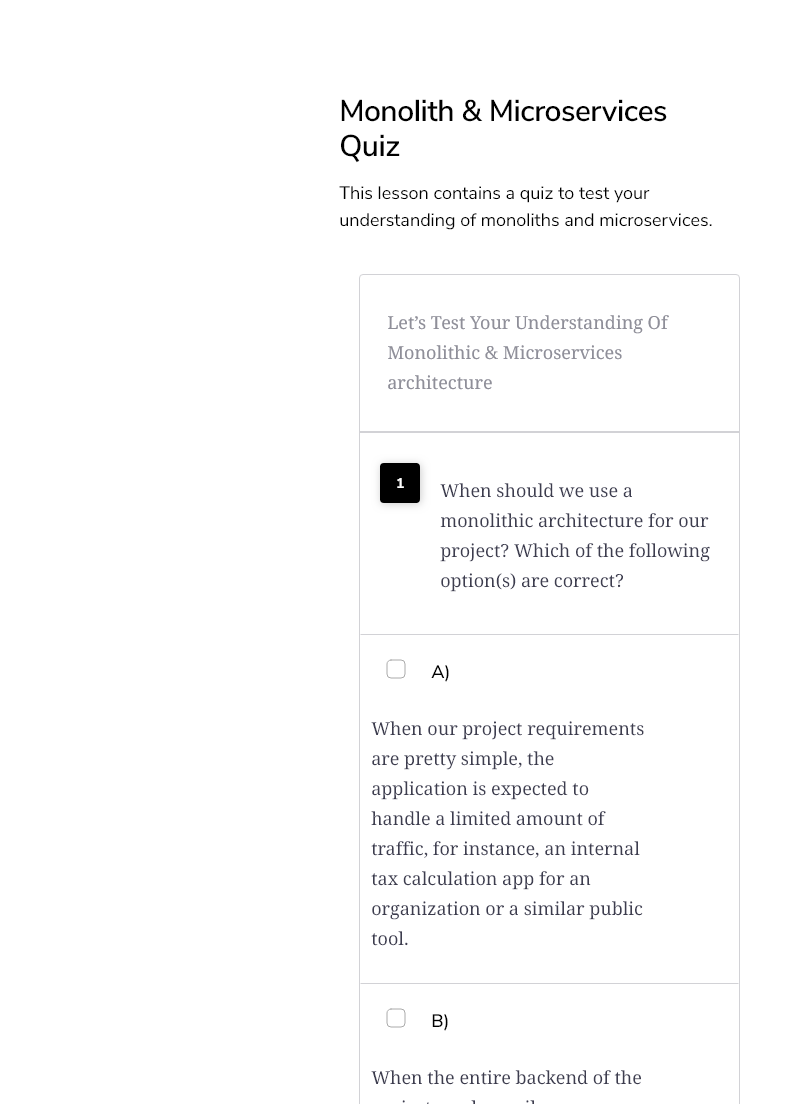 Monolith & Microservices
Quiz
This lesson contains a quiz to test your
understanding of monoliths and microservices.
Let’s Test Your Understanding Of
Monolithic & Microservices
architecture
1
When should we use a
monolithic architecture for our
project? Which of the following
option(s) are correct?
A)
When our project requirements
are pretty simple, the
application is expected to
handle a limited amount of
traffic, for instance, an internal
tax calculation app for an
organization or a similar public
tool.
B)
When the entire backend of the